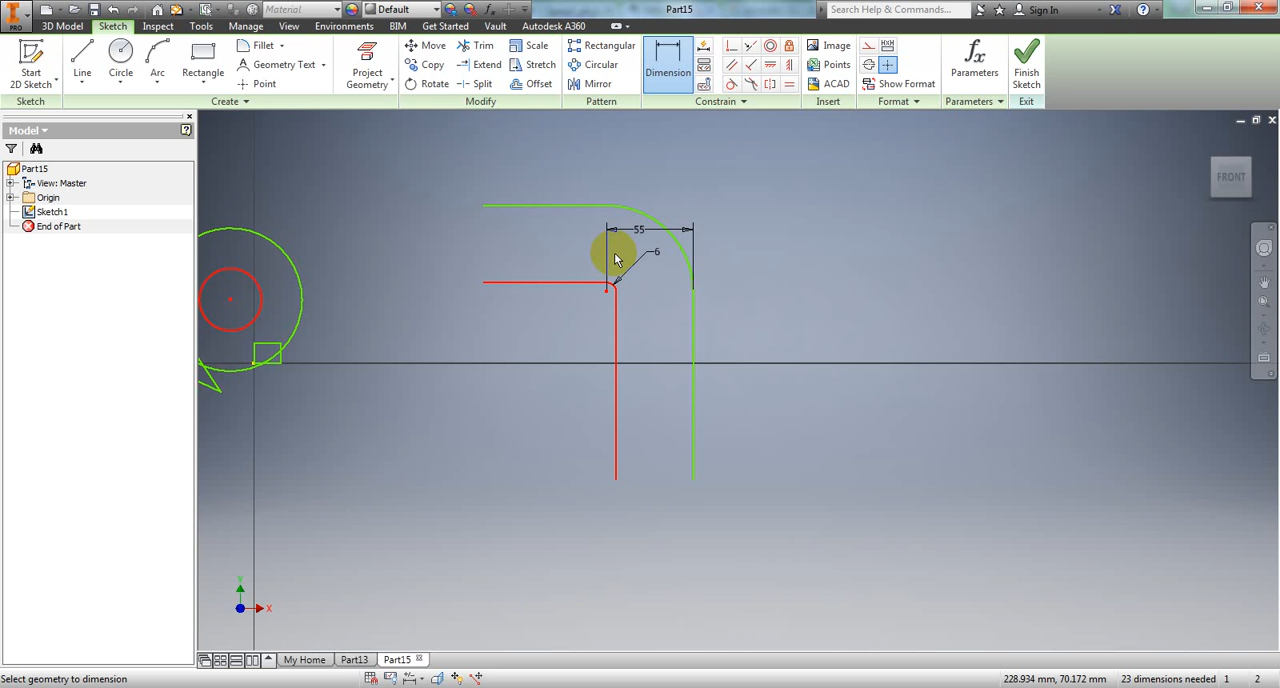 Material Default Part15 Search Help & Commands... Sign In
PRO 3D Model Sketch Inspect Tools Manage View Environments BIM Get Started Vault Autodesk A360
Start 2D Sketch Line Circle Arc Rectangle Fillet Geometry Text Point Project Geometry Move Copy Rotate Trim Extend Split Scale Stretch Offset Rectangular Circular Mirror Dimension Image Points ACAD Show Format Parameters Finish Sketch
Sketch Create Modify Pattern Constrain Insert Format Parameters Exit
Model
Part15
View: Master
Origin
Sketch1
End of Part
FRONT
55
6
Y
X
My Home Part13 Part15
Select geometry to dimension 228.934 mm, 70.172 mm 23 dimensions needed 1 2